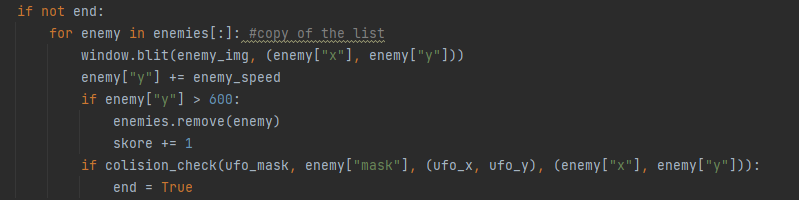 if not end:
for enemy in enemies[:]: #copy of the list
window.blit(enemy_img, (enemy["x"], enemy["y"]))
enemy["y"] += enemy_speed
if enemy["y"] > 600:
enemies.remove(enemy)
skore += 1
if colision_check(ufo_mask, enemy["mask"], (ufo_x, ufo_y), (enemy["x"], enemy["y"])):
end = True